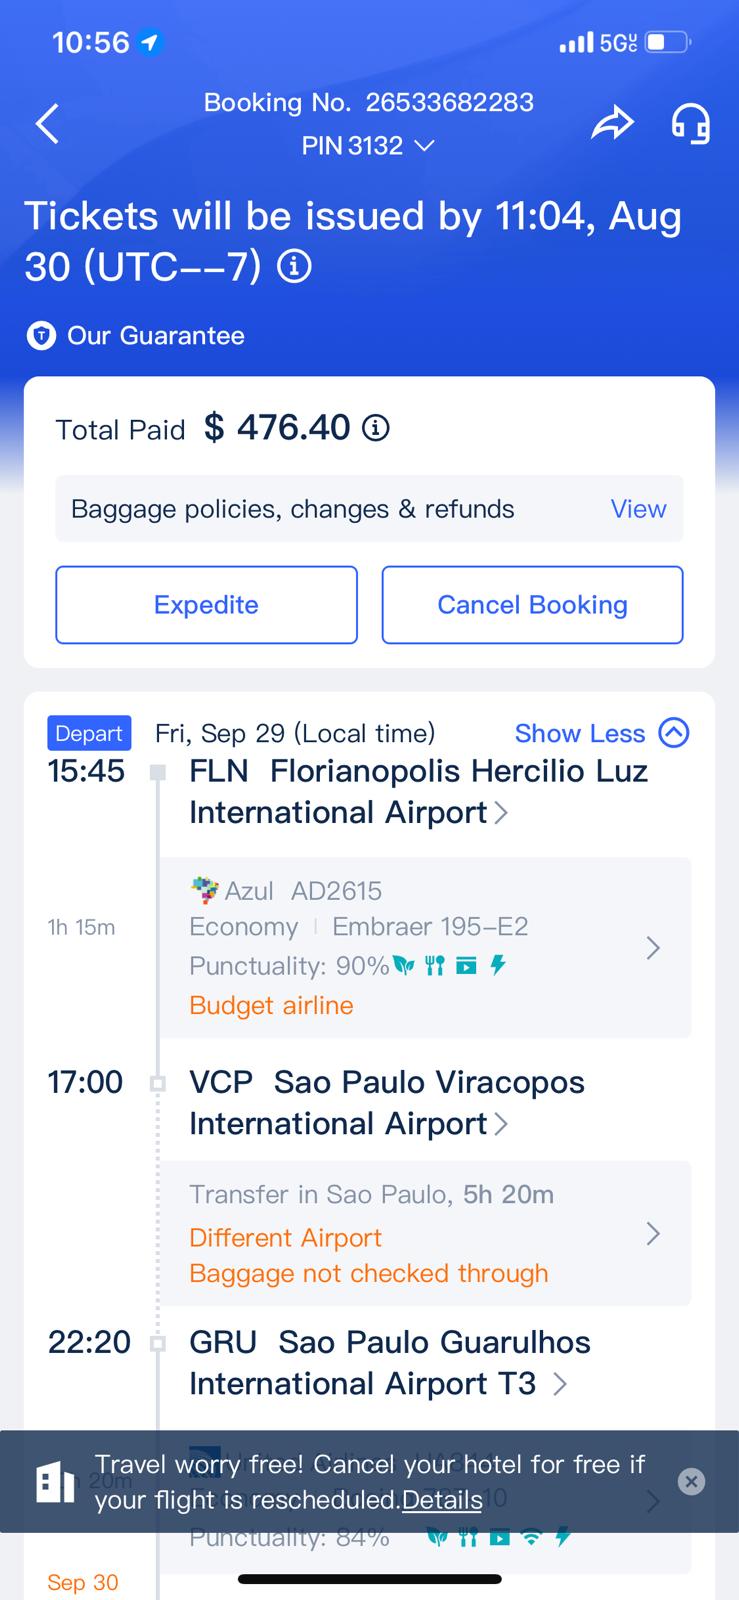 10:56
5G UC
Booking No. 26533682283
PIN 3132
Tickets will be issued by 11:04, Aug
30 (UTC--7)
Our Guarantee
Total Paid $ 476.40
Baggage policies, changes & refunds View
Expedite Cancel Booking
Depart Fri, Sep 29 (Local time) Show Less
15:45 FLN Florianopolis Hercilio Luz
International Airport
Azul AD2615
1h 15m Economy Embraer 195-E2
Punctuality: 90%
Budget airline
17:00 VCP Sao Paulo Viracopos
International Airport
Transfer in Sao Paulo, 5h 20m
Different Airport
Baggage not checked through
22:20 GRU Sao Paulo Guarulhos
International Airport T3
Travel worry free! Cancel your hotel for free if
your flight is rescheduled. Details
Punctuality: 84%
Sep 30